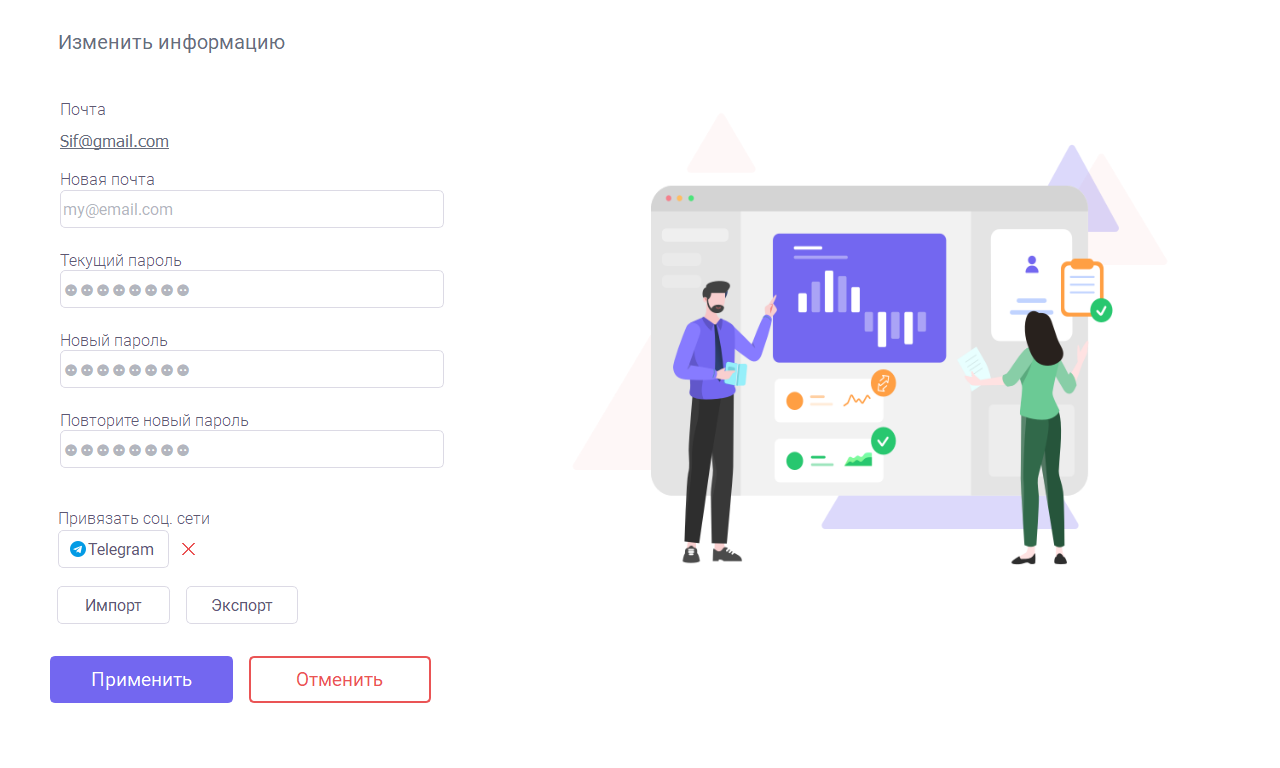 Изменить информацию
Почта
Sif@gmail.com
Новая почта
my@email.com
Текущий пароль
Новый пароль
Повторите новый пароль
Привязать соц. сети
Telegram
Импорт Экспорт
Применить Отменить